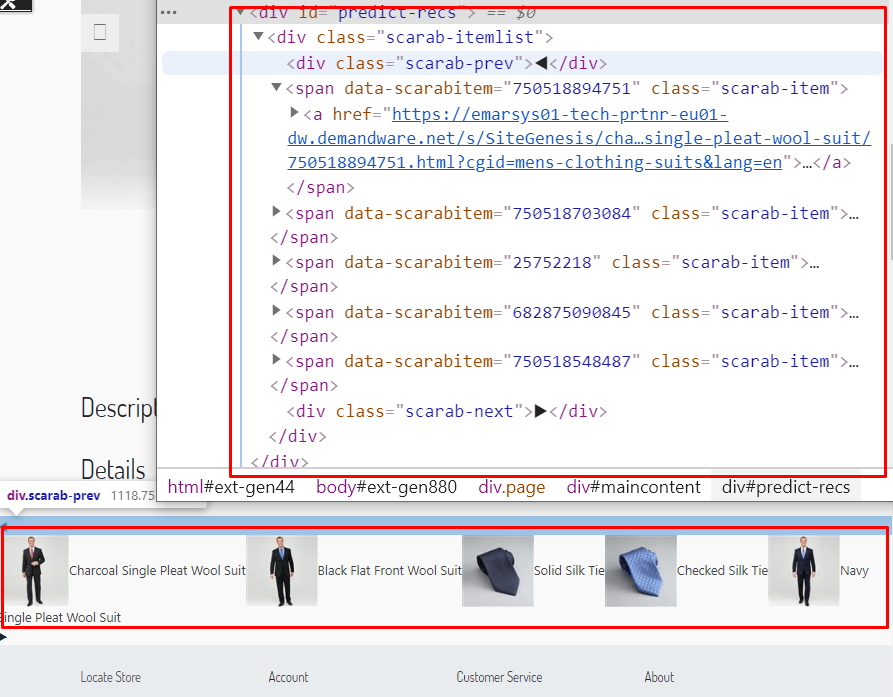 <div id="predict-recs"> == $0
<div class="scarab-itemlist">
<div class="scarab-prev">◀</div>
<span data-scarabitem="750518894751" class="scarab-item">
<a href="https://emarsys01-tech-prtnr-eu01-
dw.demandware.net/s/SiteGenesis/cha…single-pleat-wool-suit/
750518894751.html?cgid=mens-clothing-suits&lang=en">…</a>
</span>
<span data-scarabitem="750518703084" class="scarab-item">…
</span>
<span data-scarabitem="25752218" class="scarab-item">…
</span>
<span data-scarabitem="682875090845" class="scarab-item">…
</span>
<span data-scarabitem="750518548487" class="scarab-item">…
</span>
<div class="scarab-next">▶</div>
</div>
</div>
html#ext-gen44 body#ext-gen880 div.page div#maincontent div#predict-recs
Descript
Details
div.scarab-prev 1118.75
Charcoal Single Pleat Wool Suit Black Flat Front Wool Suit Solid Silk Tie Checked Silk Tie Navy
Single Pleat Wool Suit
Locate Store Account Customer Service About